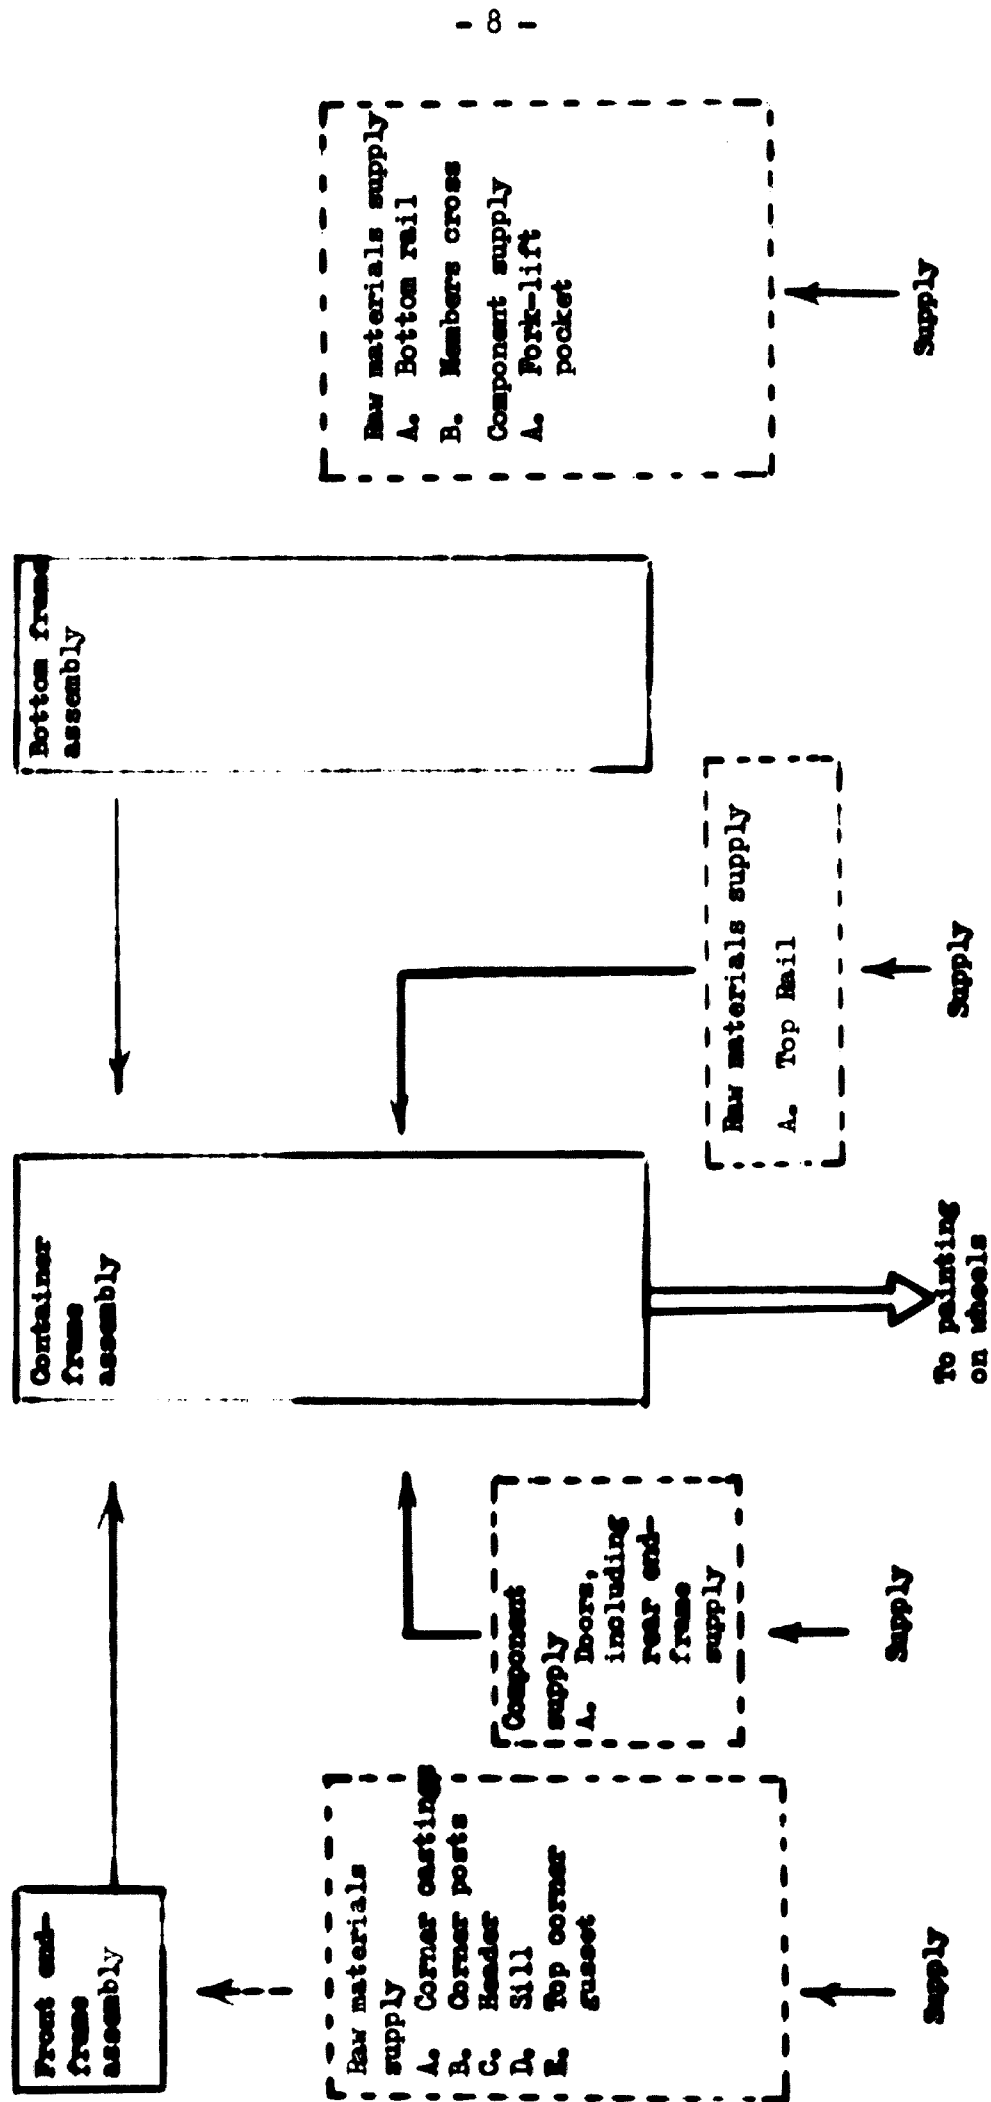 - 8 -
Front end-
frame
assembly
Raw materials
supply
A. Corner castings
B. Corner posts
C. Header
D. Sill
E. Top corner
gusset
Supply
Component
supply
A. Doors,
including
rear end-
frame
supply
Supply
Container
frame
assembly
To painting
on wheels
Raw materials supply
A. Top Rail
Supply
Bottom frame
assembly
Raw materials supply
A. Bottom rail
B. Members cross
Component supply
A. Fork-lift
pocket
Supply